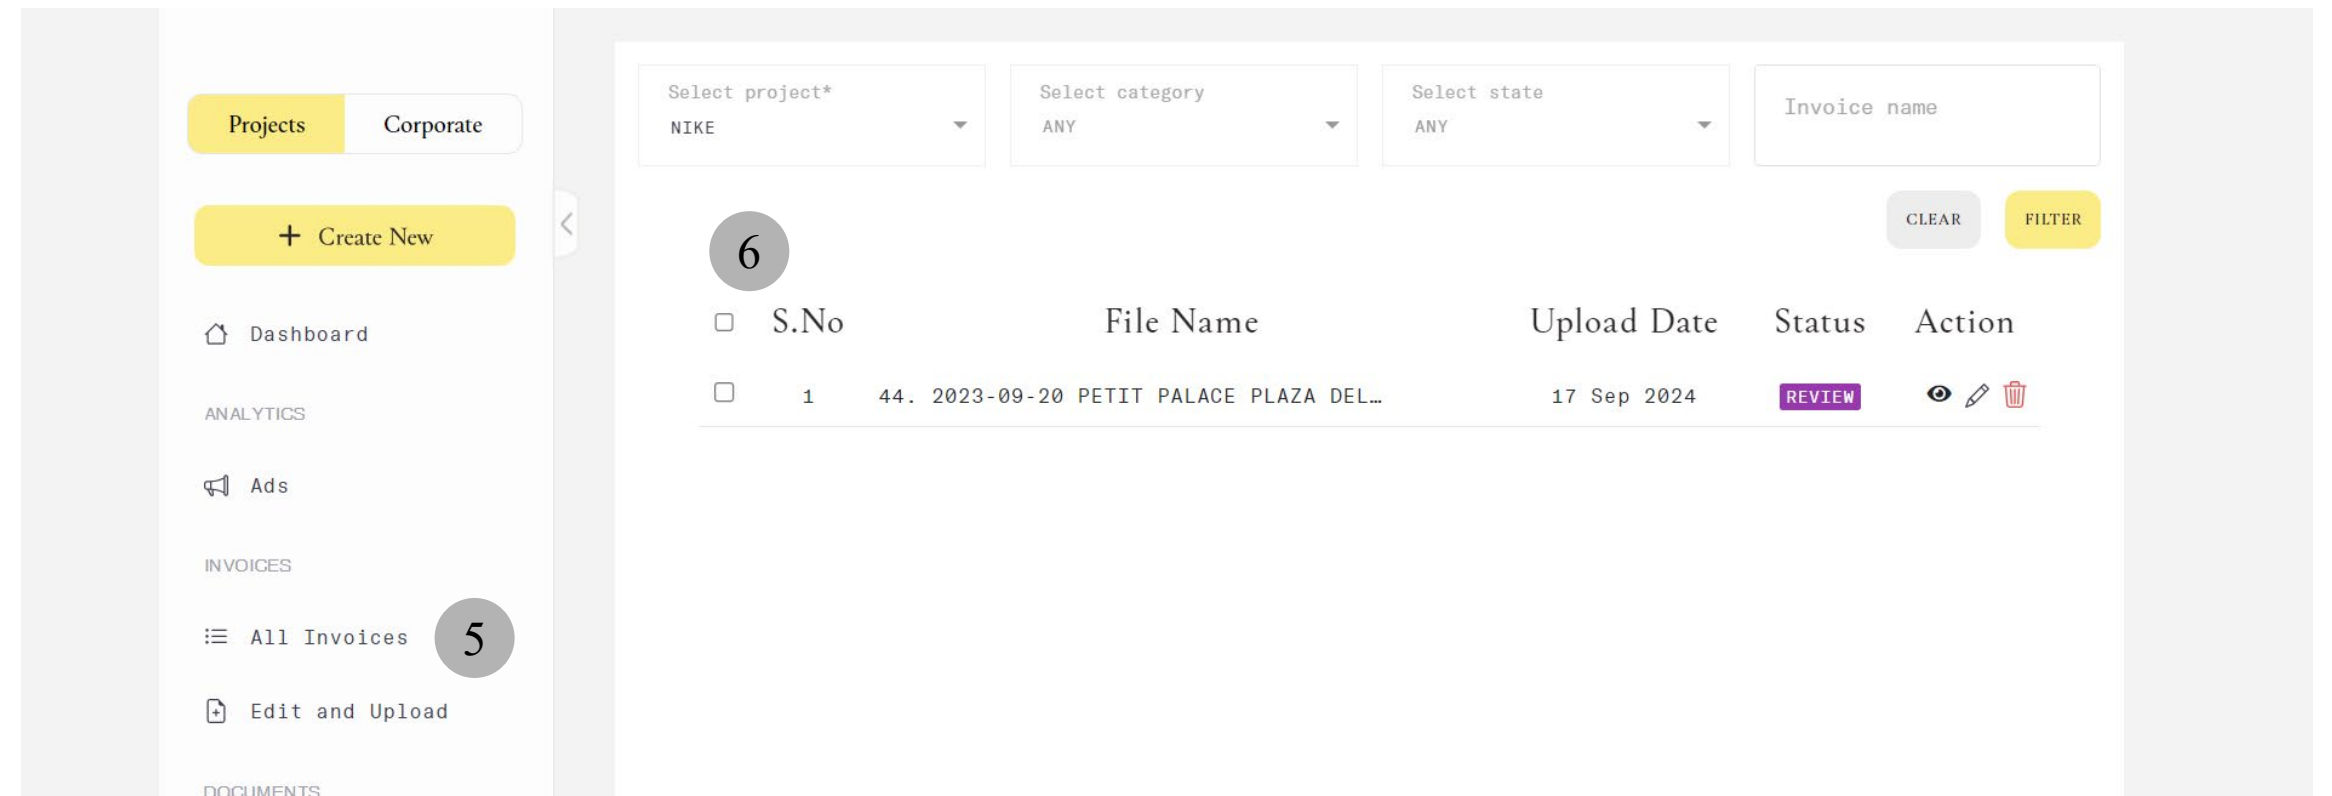 Projects
Corporate
+ Create New
Dashboard
ANALYTICS
Ads
INVOICES
All Invoices
5
Edit and Upload
DOCUMENTS
Select project*
NIKE
Select category
ANY
Select state
ANY
Invoice name
CLEAR
FILTER
6
S.No File Name Upload Date Status Action
1 44. 2023-09-20 PETIT PALACE PLAZA DEL… 17 Sep 2024 REVIEW